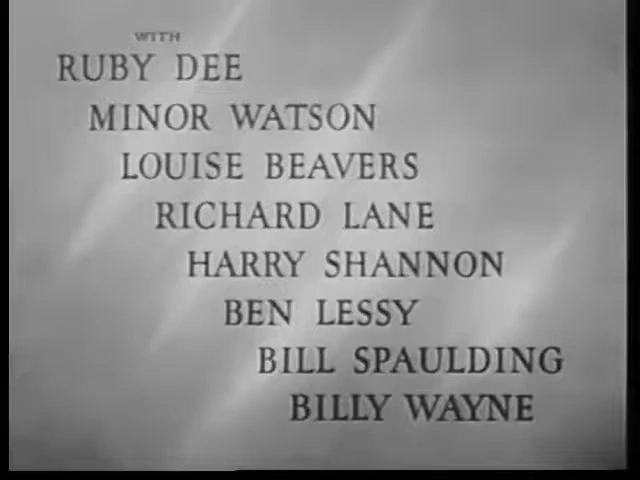 WITH
RUBY DEE
MINOR WATSON
LOUISE BEAVERS
RICHARD LANE
HARRY SHANNON
BEN LESSY
BILL SPAULDING
BILLY WAYNE